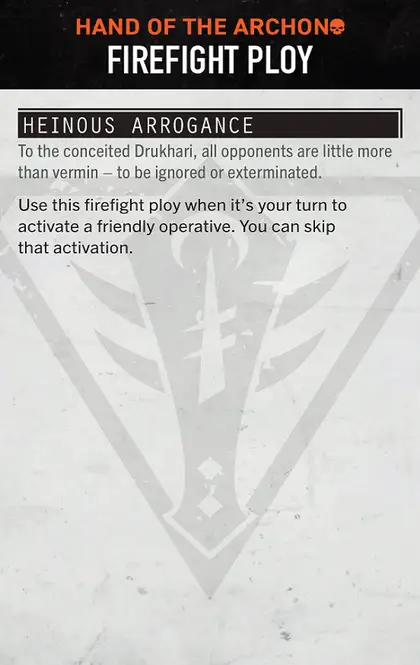 HAND OF THE ARCHON
FIREFIGHT PLOY
HEINOUS ARROGANCE
To the conceited Drukhari, all opponents are little more
than vermin – to be ignored or exterminated.
Use this firefight ploy when it’s your turn to
activate a friendly operative. You can skip
that activation.